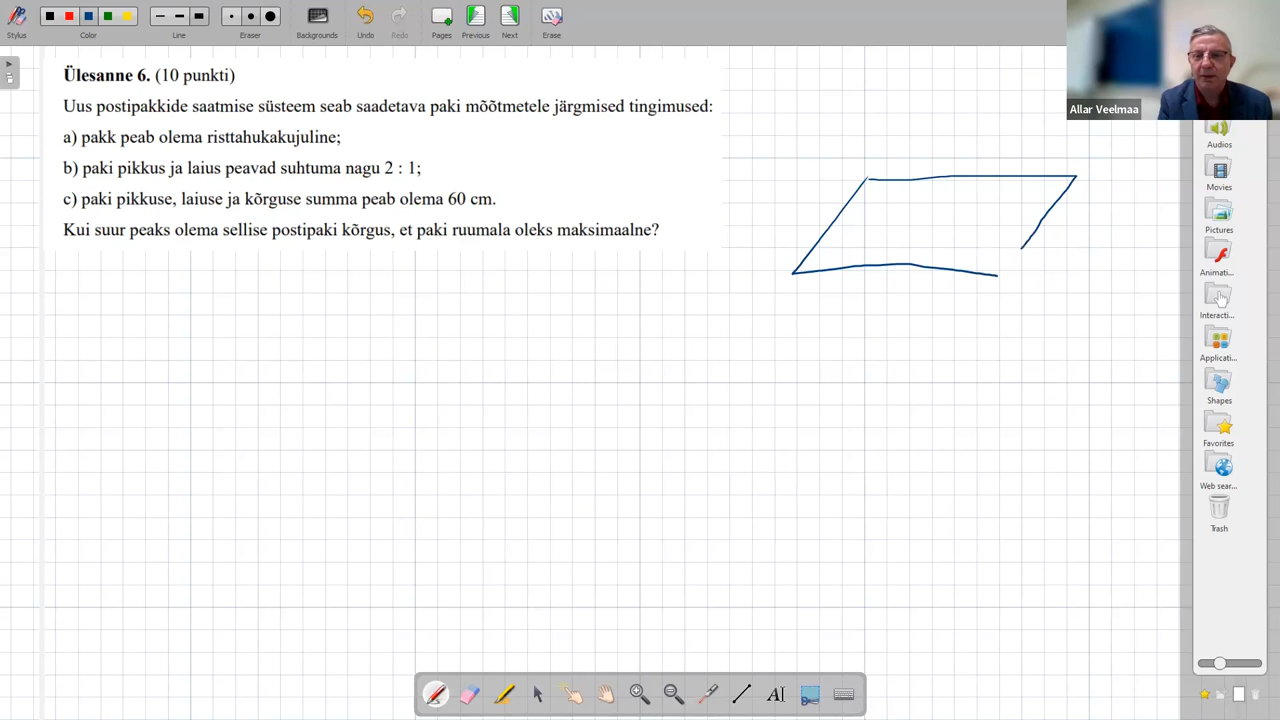 Stylus
Color
Line
Eraser
Backgrounds
Undo
Redo
Pages
Previous
Next
Erase
Allar Veelmaa
Ülesanne 6. (10 punkti)
Uus postipakkide saatmise süsteem seab saadetava paki mõõtmetele järgmised tingimused:
a) pakk peab olema risttahukakujuline;
b) paki pikkus ja laius peavad suhtuma nagu 2 : 1;
c) paki pikkuse, laiuse ja kõrguse summa peab olema 60 cm.
Kui suur peaks olema sellise postipaki kõrgus, et paki ruumala oleks maksimaalne?
Audios
Movies
Pictures
Animati...
Interacti...
Applicati...
Shapes
Favorites
Web sear...
Trash